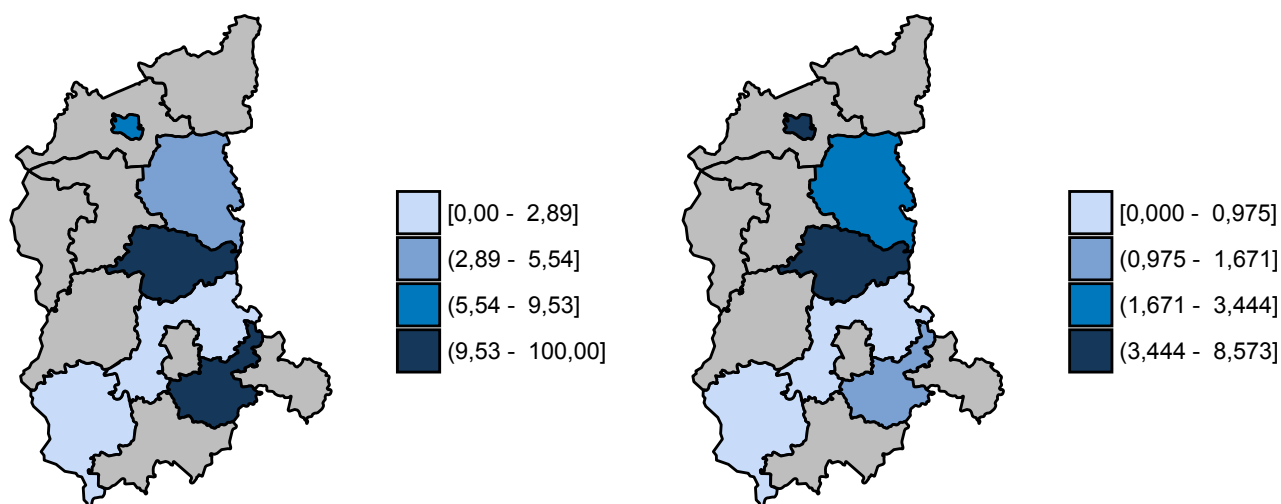 [0,00 - 2,89]
(2,89 - 5,54]
(5,54 - 9,53]
(9,53 - 100,00]
[0,000 - 0,975]
(0,975 - 1,671]
(1,671 - 3,444]
(3,444 - 8,573]